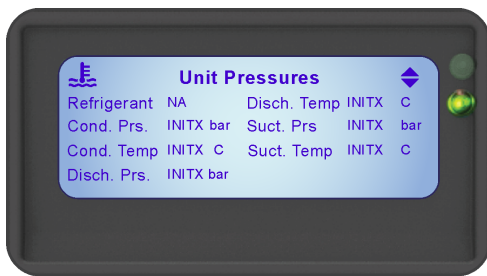 Unit Pressures
Refrigerant NA Disch. Temp INITX C
Cond. Prs. INITX bar Suct. Prs INITX bar
Cond. Temp INITX C Suct. Temp INITX C
Disch. Prs. INITX bar